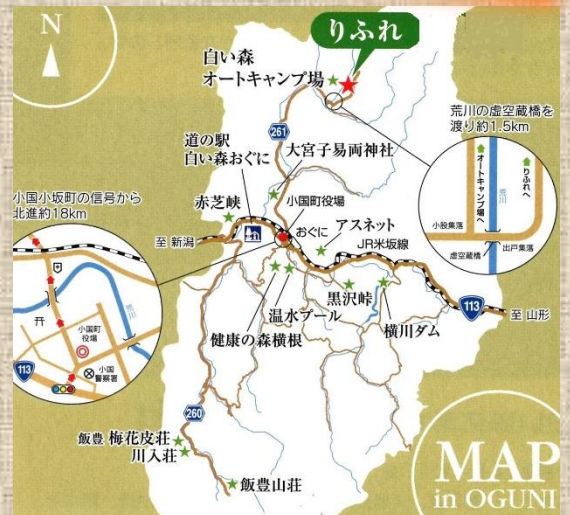 N
りふれ
白い森
オートキャンプ場
荒川の虚空蔵橋を
渡り約1.5km
261
大宮子易両神社
道の駅
白い森おぐに
オートキャンプ場へ
荒川
りふれへ
小国小坂町の信号から
北進約18km
赤芝峡
小国町役場
小股集落
出戸集落
虚空蔵橋
おぐに
アスネット
JR米坂線
至 新潟
荒川
黒沢峠
横川ダム
113
至 山形
温水プール
健康の森横根
小国町
役場
113
小国
警察署
260
飯豊 梅花皮荘
川入荘
飯豊山荘
MAP
in OGUNI